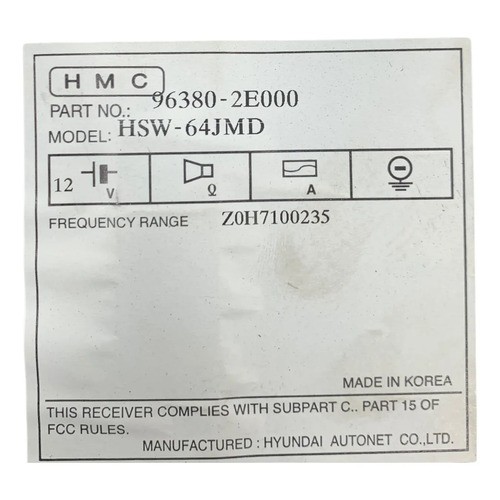 HMC
PART NO.: 96380-2E000
MODEL: HSW-64JMD
12 V Ω A
FREQUENCY RANGE Z0H7100235
MADE IN KOREA
THIS RECEIVER COMPLIES WITH SUBPART C.. PART 15 OF
FCC RULES.
MANUFACTURED : HYUNDAI AUTONET CO.,LTD.